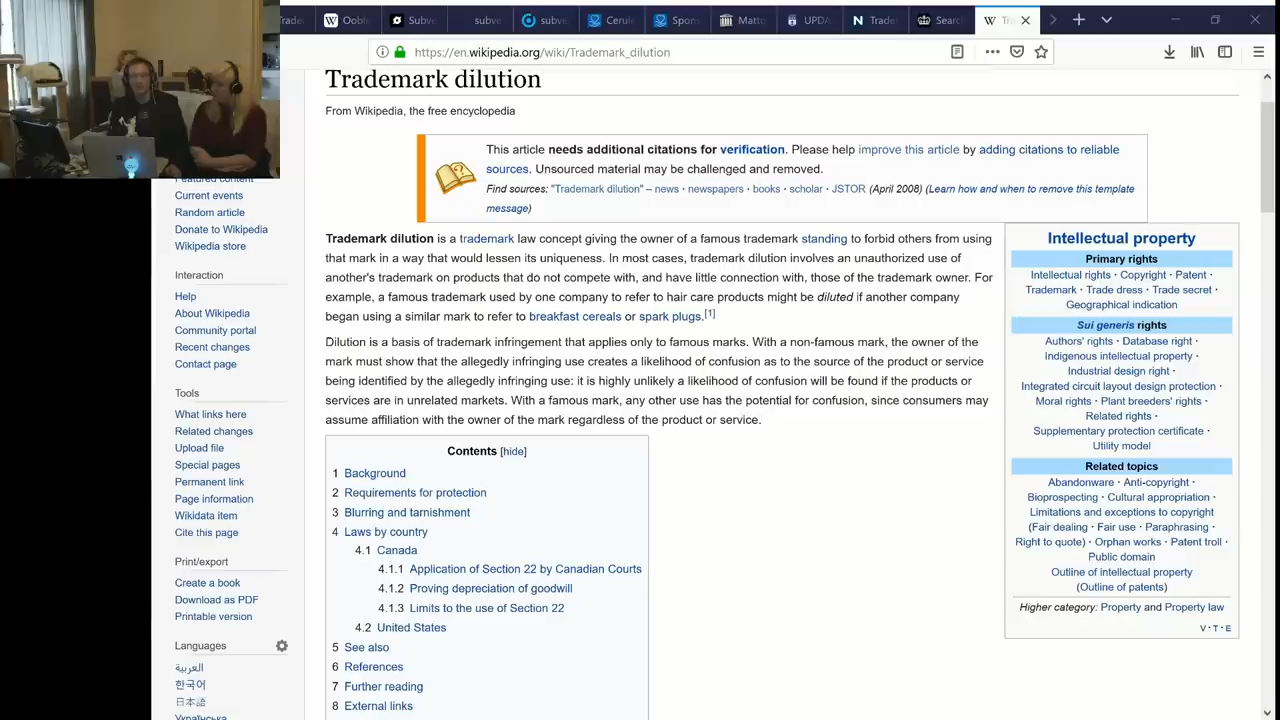 Trader
W Ooble
Subve
subve
subve
Cerule
Spons
Matto
UPDA
N Trade
Search
W Tra
https://en.wikipedia.org/wiki/Trademark_dilution
Trademark dilution
From Wikipedia, the free encyclopedia
This article needs additional citations for verification. Please help improve this article by adding citations to reliable
sources. Unsourced material may be challenged and removed.
Find sources: "Trademark dilution" – news · newspapers · books · scholar · JSTOR (April 2008) (Learn how and when to remove this template
message)
Featured content
Current events
Random article
Donate to Wikipedia
Wikipedia store
Interaction
Help
About Wikipedia
Community portal
Recent changes
Contact page
Tools
What links here
Related changes
Upload file
Special pages
Permanent link
Page information
Wikidata item
Cite this page
Print/export
Create a book
Download as PDF
Printable version
Languages
العربية
한국어
日本語
Українська
Trademark dilution is a trademark law concept giving the owner of a famous trademark standing to forbid others from using
that mark in a way that would lessen its uniqueness. In most cases, trademark dilution involves an unauthorized use of
another's trademark on products that do not compete with, and have little connection with, those of the trademark owner. For
example, a famous trademark used by one company to refer to hair care products might be diluted if another company
began using a similar mark to refer to breakfast cereals or spark plugs.[1]
Dilution is a basis of trademark infringement that applies only to famous marks. With a non-famous mark, the owner of the
mark must show that the allegedly infringing use creates a likelihood of confusion as to the source of the product or service
being identified by the allegedly infringing use: it is highly unlikely a likelihood of confusion will be found if the products or
services are in unrelated markets. With a famous mark, any other use has the potential for confusion, since consumers may
assume affiliation with the owner of the mark regardless of the product or service.
Contents [hide]
1 Background
2 Requirements for protection
3 Blurring and tarnishment
4 Laws by country
4.1 Canada
4.1.1 Application of Section 22 by Canadian Courts
4.1.2 Proving depreciation of goodwill
4.1.3 Limits to the use of Section 22
4.2 United States
5 See also
6 References
7 Further reading
8 External links
Intellectual property
Primary rights
Intellectual rights · Copyright · Patent ·
Trademark · Trade dress · Trade secret ·
Geographical indication
Sui generis rights
Authors' rights · Database right ·
Indigenous intellectual property ·
Industrial design right ·
Integrated circuit layout design protection ·
Moral rights · Plant breeders' rights ·
Related rights ·
Supplementary protection certificate ·
Utility model
Related topics
Abandonware · Anti-copyright ·
Bioprospecting · Cultural appropriation ·
Limitations and exceptions to copyright
(Fair dealing · Fair use · Paraphrasing ·
Right to quote) · Orphan works · Patent troll ·
Public domain
Outline of intellectual property
(Outline of patents)
Higher category: Property and Property law
V · T · E